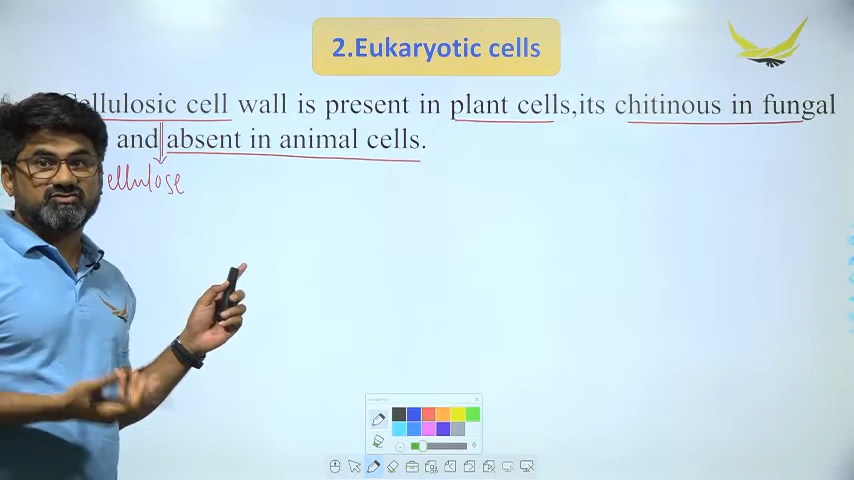 2.Eukaryotic cells
Cellulosic cell wall is present in plant cells,its chitinous in fungal
and absent in animal cells.
ellulose